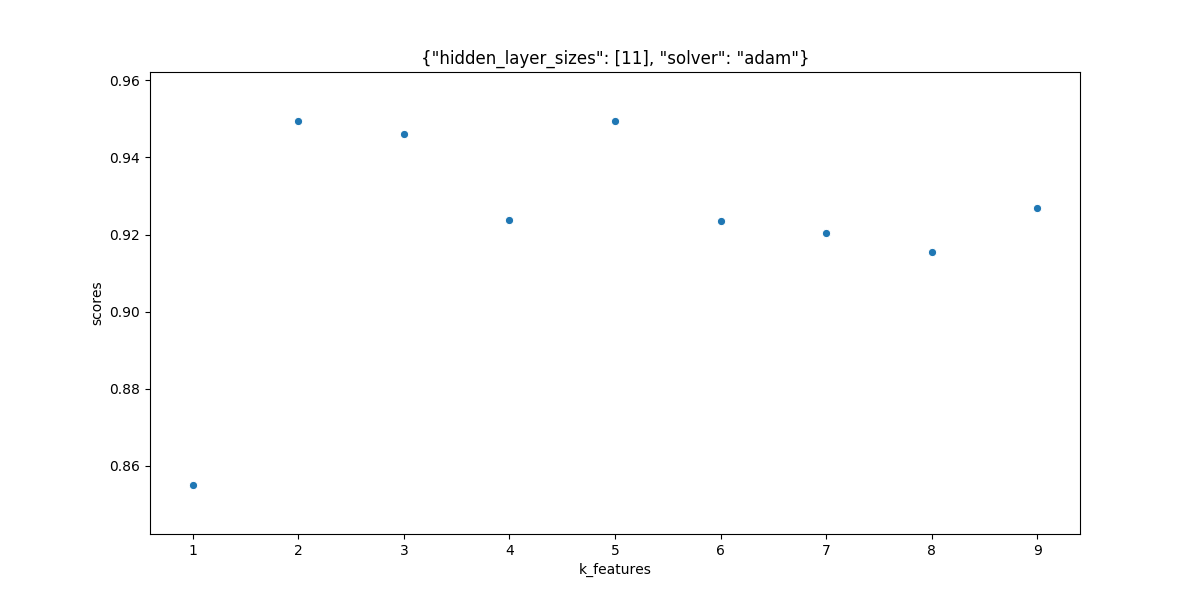 {"hidden_layer_sizes": [11], "solver": "adam"}
0.96
0.94
0.92
0.90
0.88
0.86
scores
1 2 3 4 5 6 7 8 9
k_features